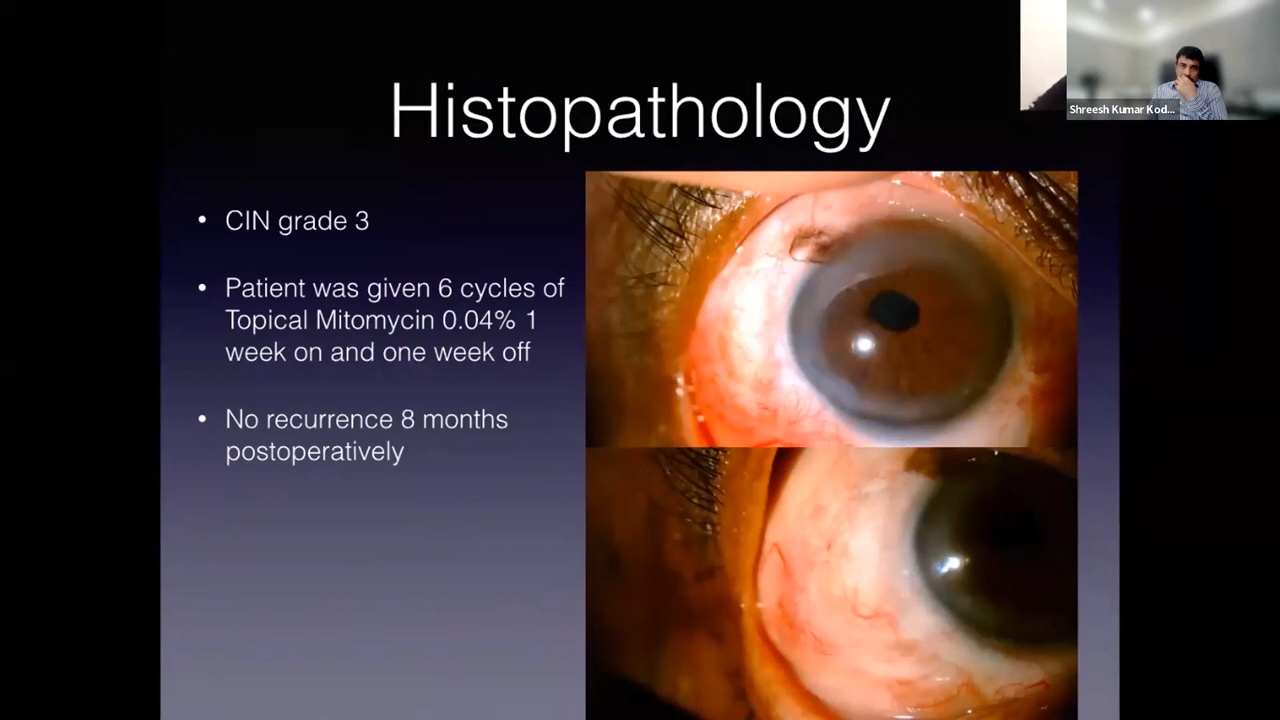 Histopathology
Shreesh Kumar Kod...
• CIN grade 3
• Patient was given 6 cycles of
Topical Mitomycin 0.04% 1
week on and one week off
• No recurrence 8 months
postoperatively